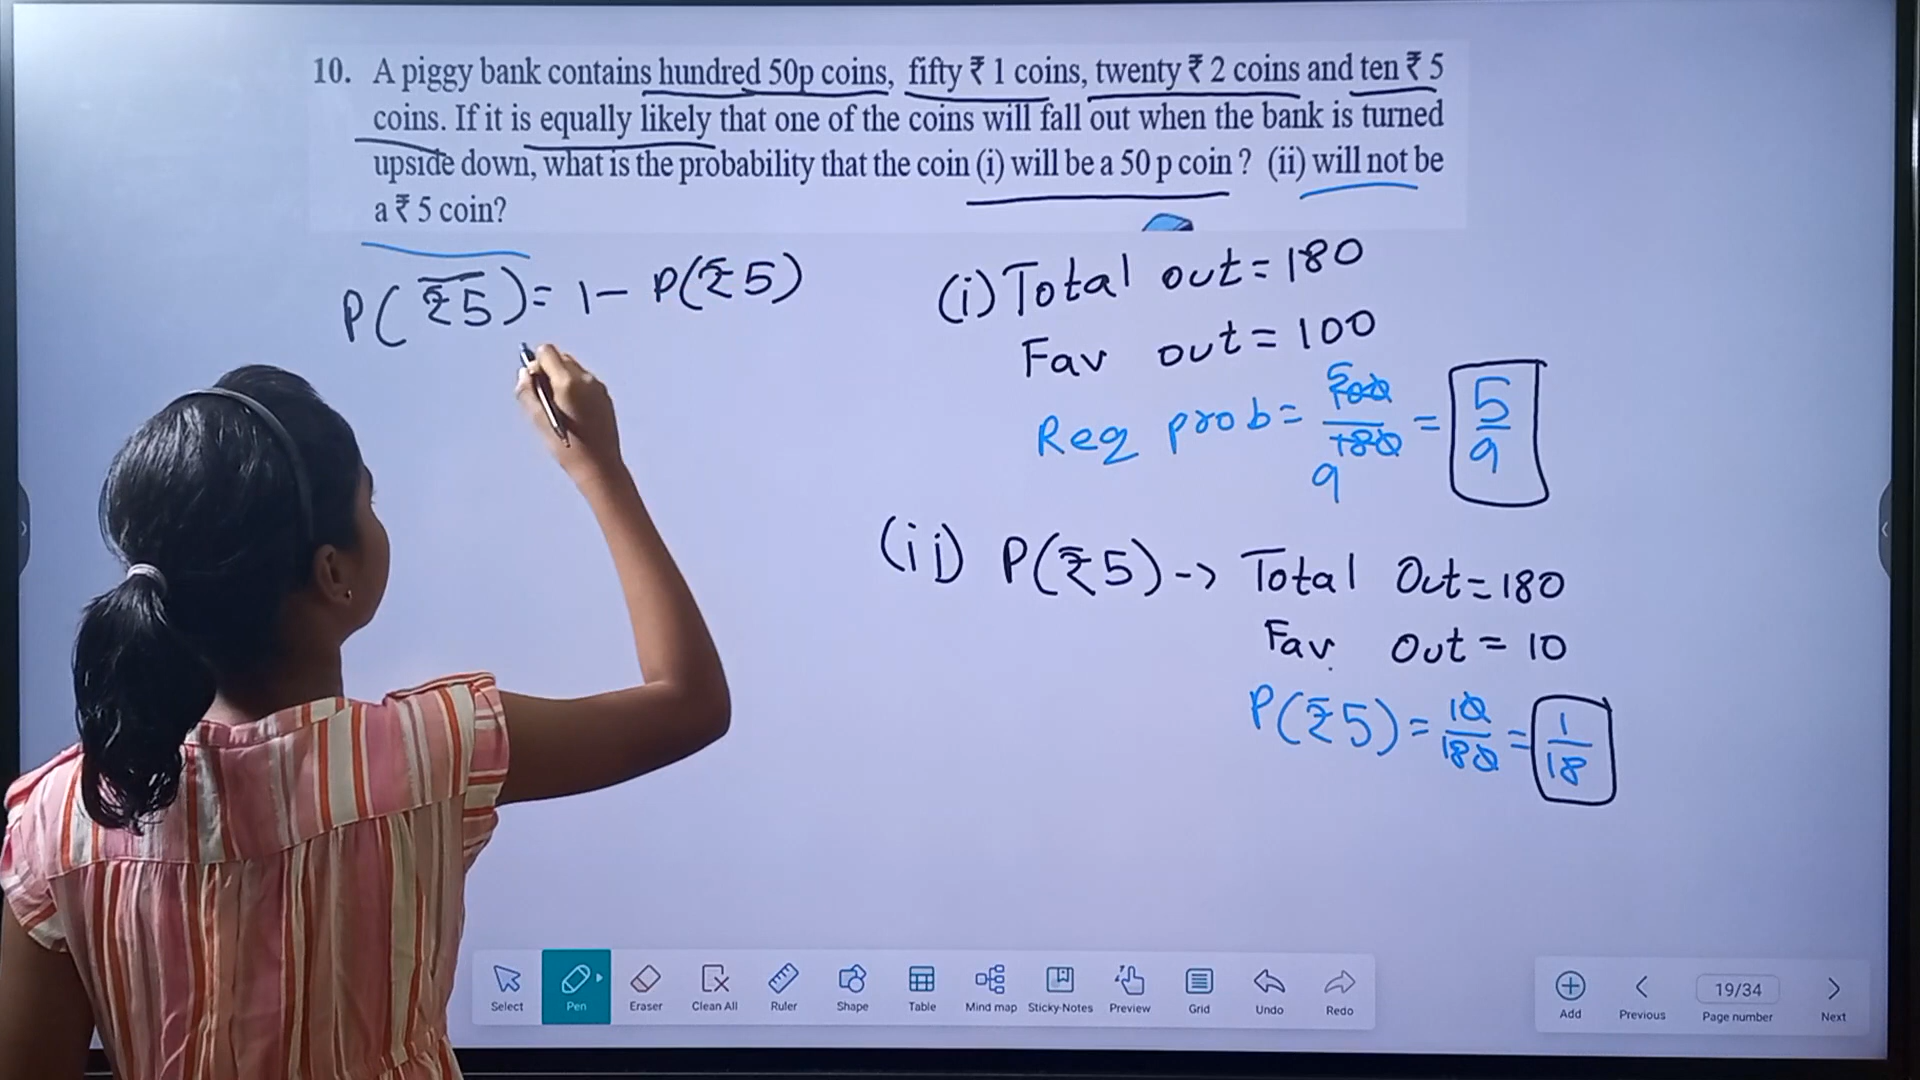 10. A piggy bank contains hundred 50p coins, fifty ₹ 1 coins, twenty ₹ 2 coins and ten ₹ 5
coins. If it is equally likely that one of the coins will fall out when the bank is turned
upside down, what is the probability that the coin (i) will be a 50 p coin ? (ii) will not be
a ₹ 5 coin?
P(₹5) = 1 - P(₹5)
(i) Total out = 180
Fav out = 100
Req prob = 100/180 = 5/9
5
9
(ii) P(₹5) -> Total Out = 180
Fav. Out = 10
P(₹5) = 10/180 = 1/18
Select Pen Eraser Clean All Ruler Shape Table Mind map Sticky-Notes Preview Grid Undo Redo
Add Previous 19/34 Page number Next